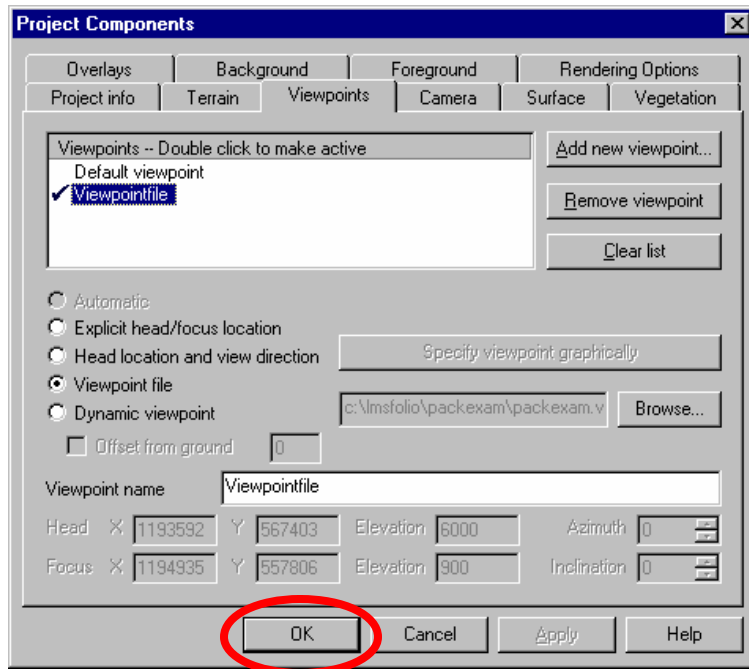 Project Components
Overlays Background Foreground Rendering Options
Project info Terrain Viewpoints Camera Surface Vegetation
Viewpoints -- Double click to make active
Default viewpoint
Viewpointfile
Add new viewpoint...
Remove viewpoint
Clear list
Automatic
Explicit head/focus location
Head location and view direction
Specify viewpoint graphically
Viewpoint file
Dynamic viewpoint
c:\lmsfolio\packexam\packexam.v
Browse...
Offset from ground 0
Viewpoint name Viewpointfile
Head X 1193592 Y 567403 Elevation 6000 Azimuth 0
Focus X 1194935 Y 557806 Elevation 900 Inclination 0
OK Cancel Apply Help